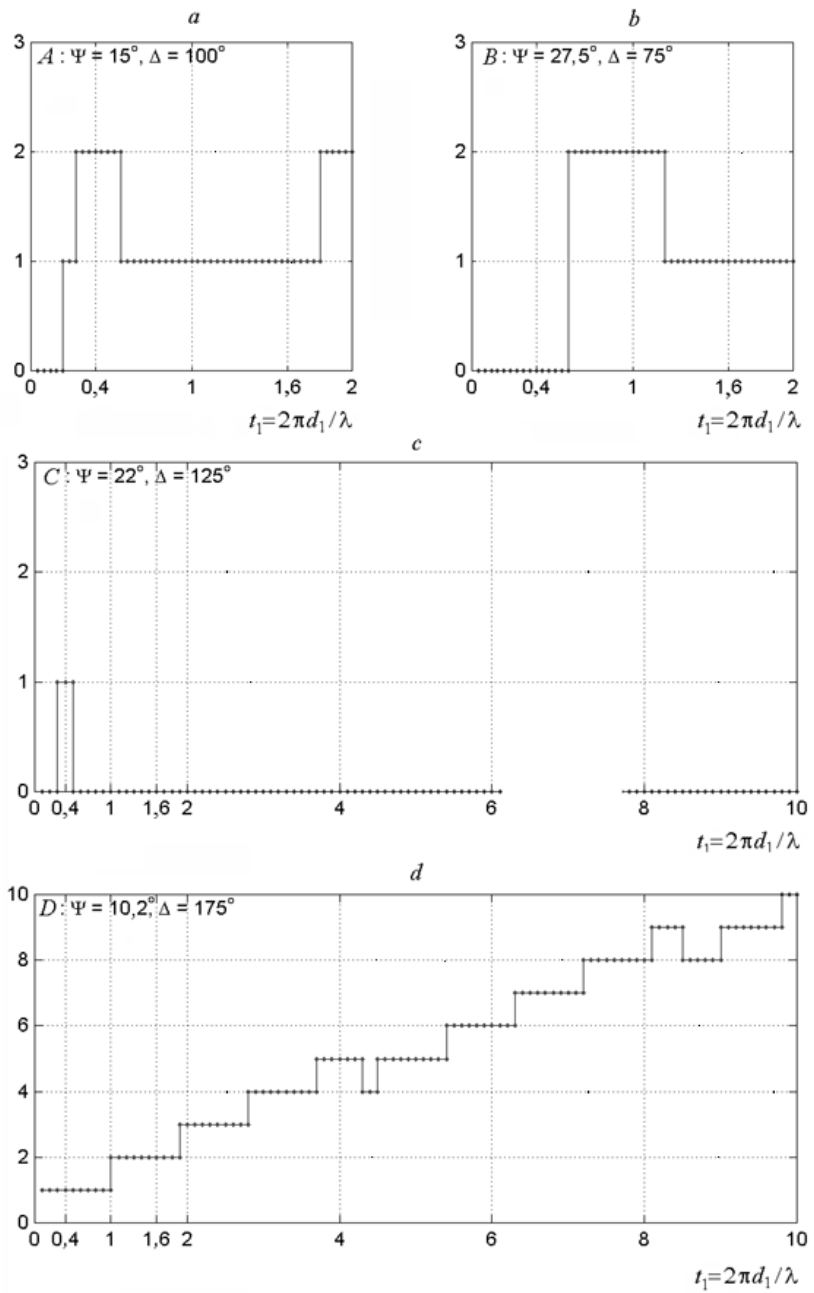 a
b
3
A: Ψ = 15°, Δ = 100°
2
1
0
0 0,4 1 1,6 2
t₁=2πd₁/λ
3
B: Ψ = 27,5°, Δ = 75°
2
1
0
0 0,4 1 1,6 2
t₁=2πd₁/λ
c
3
C: Ψ = 22°, Δ = 125°
2
1
0
0 0,4 1 1,6 2 4 6 8 10
t₁=2πd₁/λ
d
10
D: Ψ = 10,2°, Δ = 175°
8
6
4
2
0
0 0,4 1 1,6 2 4 6 8 10
t₁=2πd₁/λ